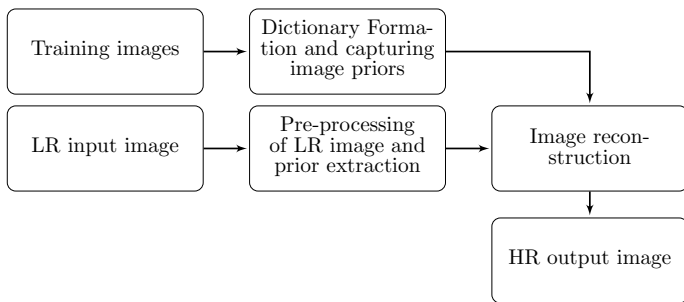 Training images
Dictionary Forma-
tion and capturing
image priors
LR input image
Pre-processing
of LR image and
prior extraction
Image recon-
struction
HR output image